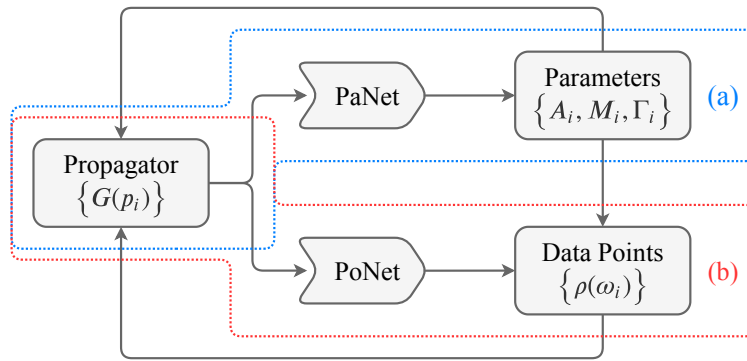 PaNet
Parameters
{A_i, M_i, Γ_i}
(a)
Propagator
{G(p_i)}
PoNet
Data Points
{ρ(ω_i)}
(b)